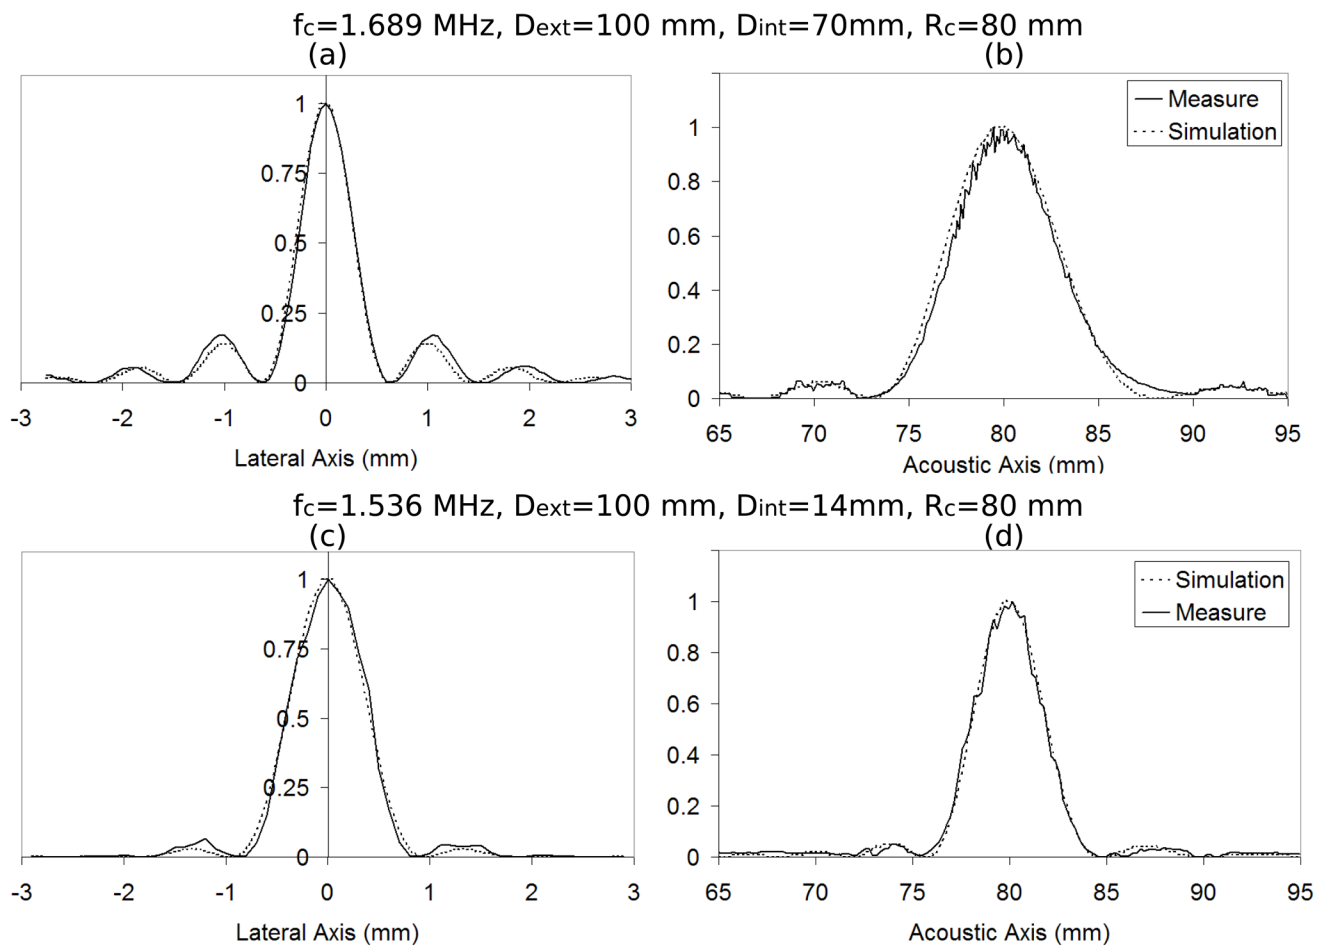 fc=1.689 MHz, Dext=100 mm, Dint=70mm, Rc=80 mm
(a)
1
0.75
0.5
0.25
0
-3 -2 -1 0 1 2 3
Lateral Axis (mm)
(b)
Measure
Simulation
1
0.8
0.6
0.4
0.2
0
65 70 75 80 85 90 95
Acoustic Axis (mm)
fc=1.536 MHz, Dext=100 mm, Dint=14mm, Rc=80 mm
(c)
1
0.75
0.5
0.25
0
-3 -2 -1 0 1 2 3
Lateral Axis (mm)
(d)
Simulation
Measure
1
0.8
0.6
0.4
0.2
0
65 70 75 80 85 90 95
Acoustic Axis (mm)